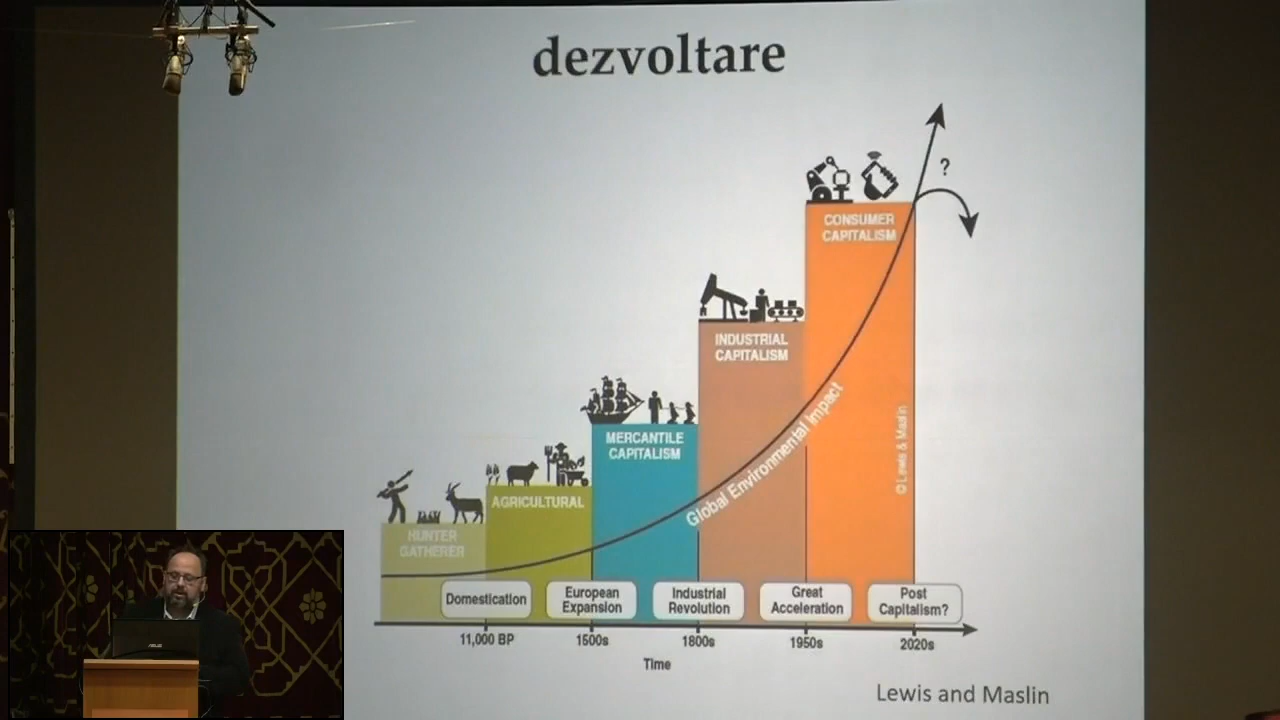 dezvoltare
?
CONSUMER
CAPITALISM
INDUSTRIAL
CAPITALISM
MERCANTILE
CAPITALISM
AGRICULTURAL
HUNTER
GATHERER
Global Environmental Impact
© Lewis & Maslin
Domestication
European
Expansion
Industrial
Revolution
Great
Acceleration
Post
Capitalism?
11,000 BP
1500s
1800s
1950s
2020s
Time
Lewis and Maslin
ASUS